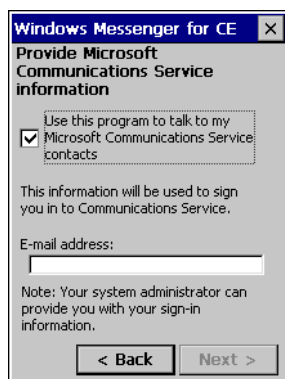 Windows Messenger for CE
Provide Microsoft
Communications Service
information
Use this program to talk to my
Microsoft Communications Service
contacts
This information will be used to sign
you in to Communications Service.
E-mail address:
Note: Your system administrator can
provide you with your sign-in
information.
< Back Next >